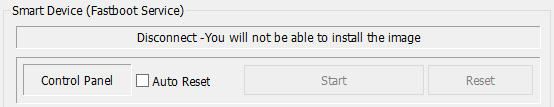 Smart Device (Fastboot Service)
Disconnect -You will not be able to install the image
Control Panel Auto Reset Start Reset